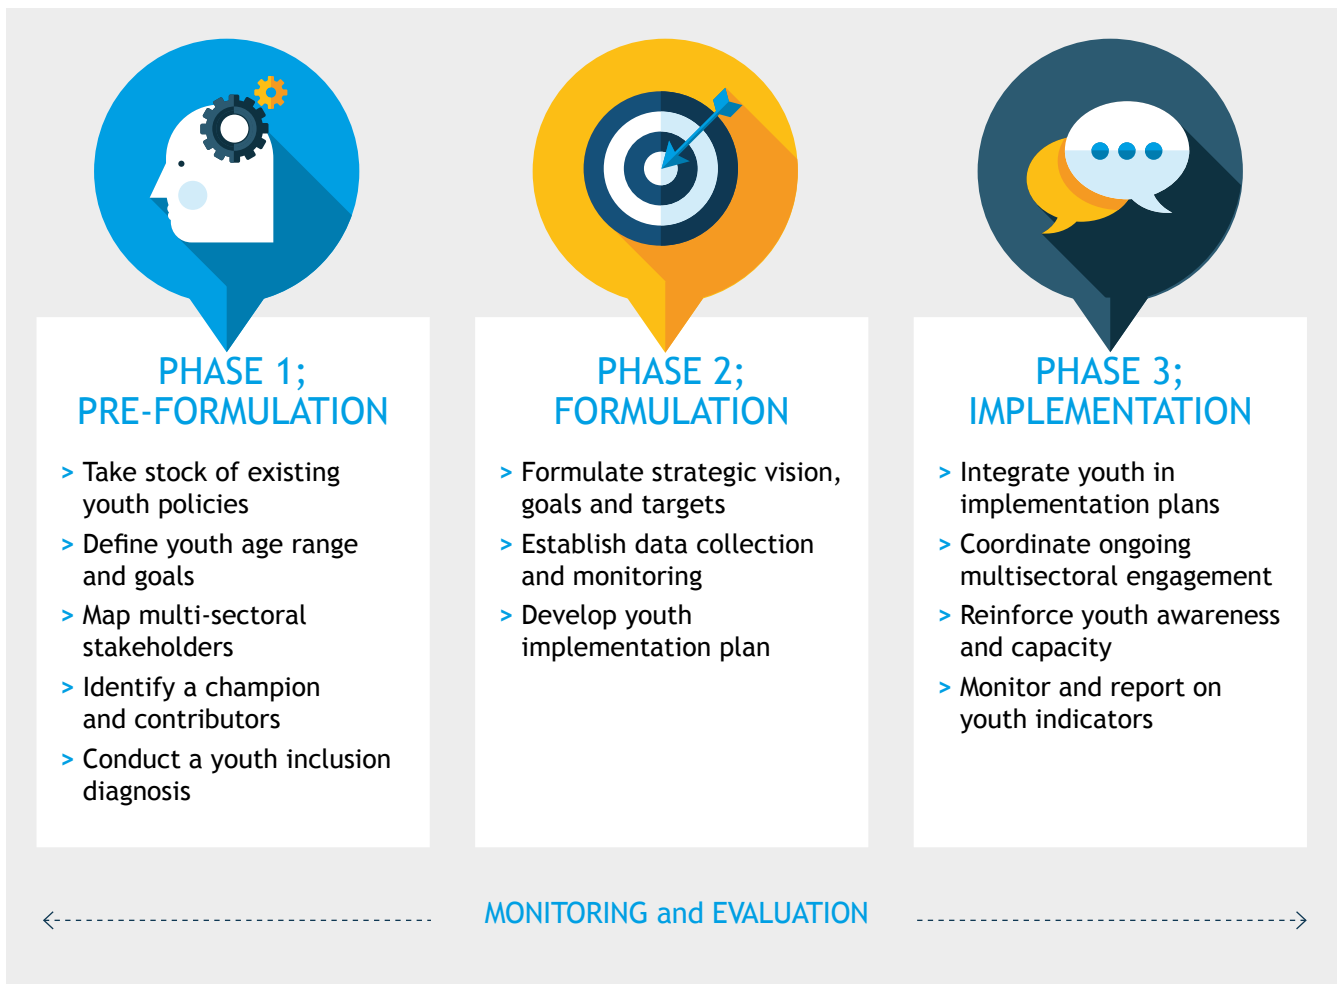 PHASE 1;
PRE-FORMULATION
> Take stock of existing
youth policies
> Define youth age range
and goals
> Map multi-sectoral
stakeholders
> Identify a champion
and contributors
> Conduct a youth inclusion
diagnosis
PHASE 2;
FORMULATION
> Formulate strategic vision,
goals and targets
> Establish data collection
and monitoring
> Develop youth
implementation plan
PHASE 3;
IMPLEMENTATION
> Integrate youth in
implementation plans
> Coordinate ongoing
multisectoral engagement
> Reinforce youth awareness
and capacity
> Monitor and report on
youth indicators
MONITORING and EVALUATION